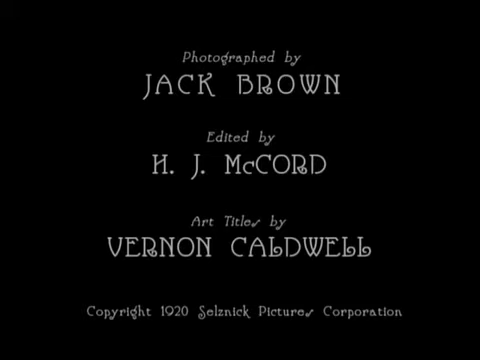 Photographed by
JACK BROWN
Edited by
H. J. McCORD
Art Titles by
VERNON CALDWELL
Copyright 1920 Selznick Pictures Corporation